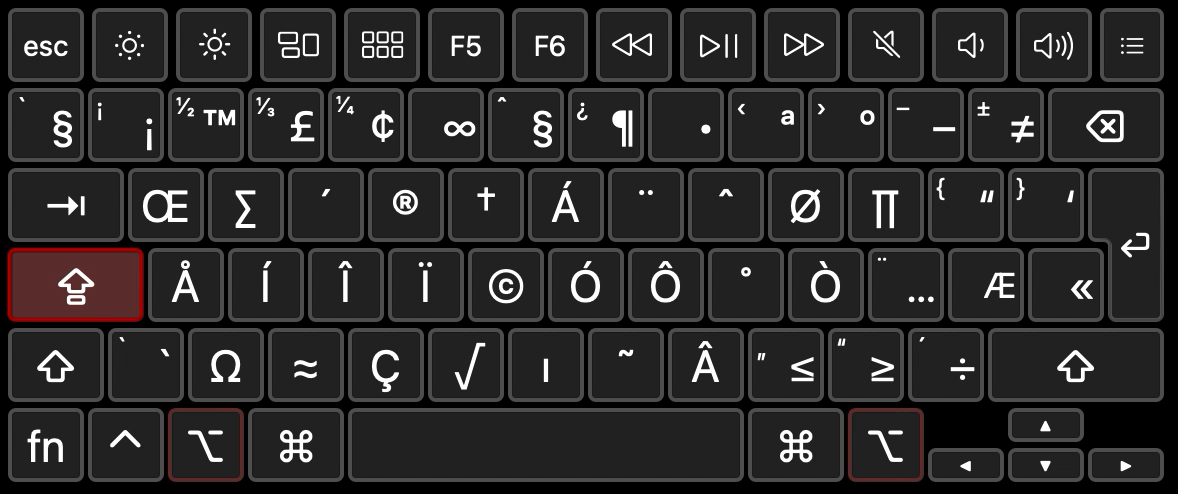 esc F5 F6
` § ¡ ¡ ½ ™ ⅓ £ ¼ ¢ ∞ ˆ § ¿ ¶ • ‹ a › o – – ± ≠
Œ ∑ ´ ® † Á ¨ ˆ Ø ∏ { “ } ‘
Å Í Î Ï © Ó Ô ˚ Ò ¨ … Æ «
` ` Ω ≈ Ç √ ı ˜ Â " ≤ “ ≥ ´ ÷
fn ⌃ ⌥ ⌘ ⌘ ⌥